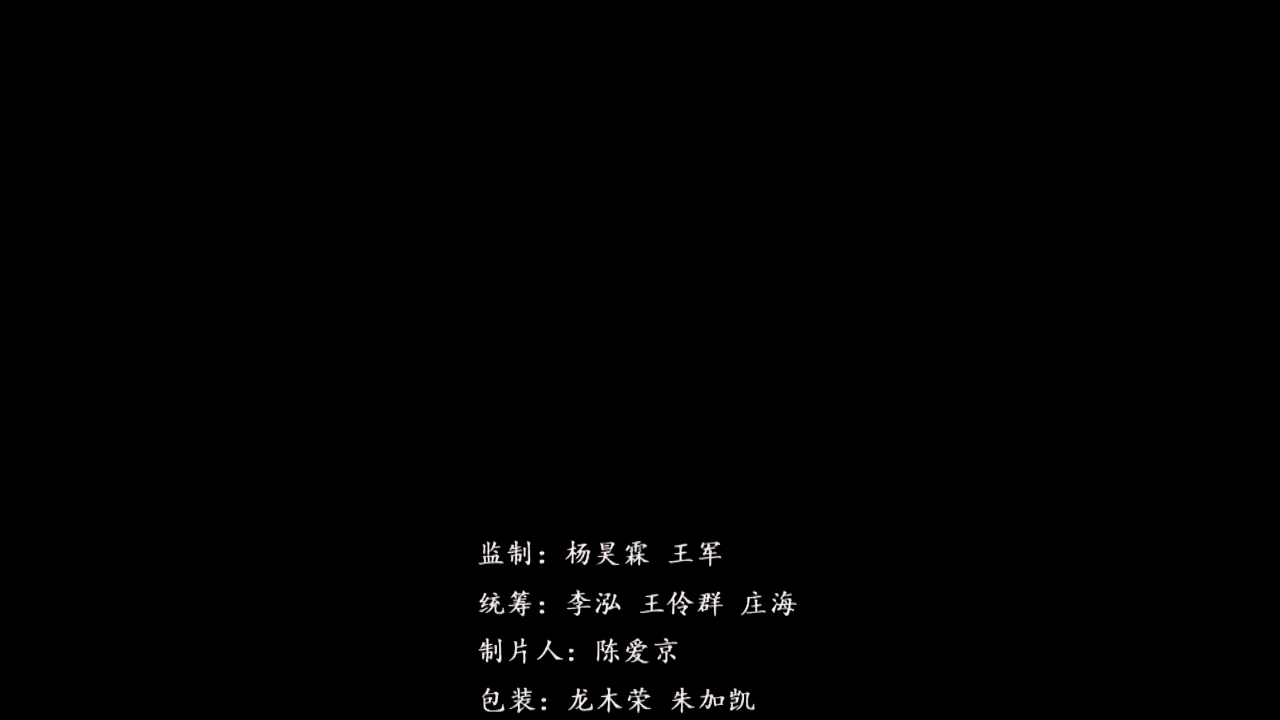 监制：杨昊霖 王军
统筹：李泓 王伶群 庄海
制片人：陈爱京
包装：龙木荣 朱加凯